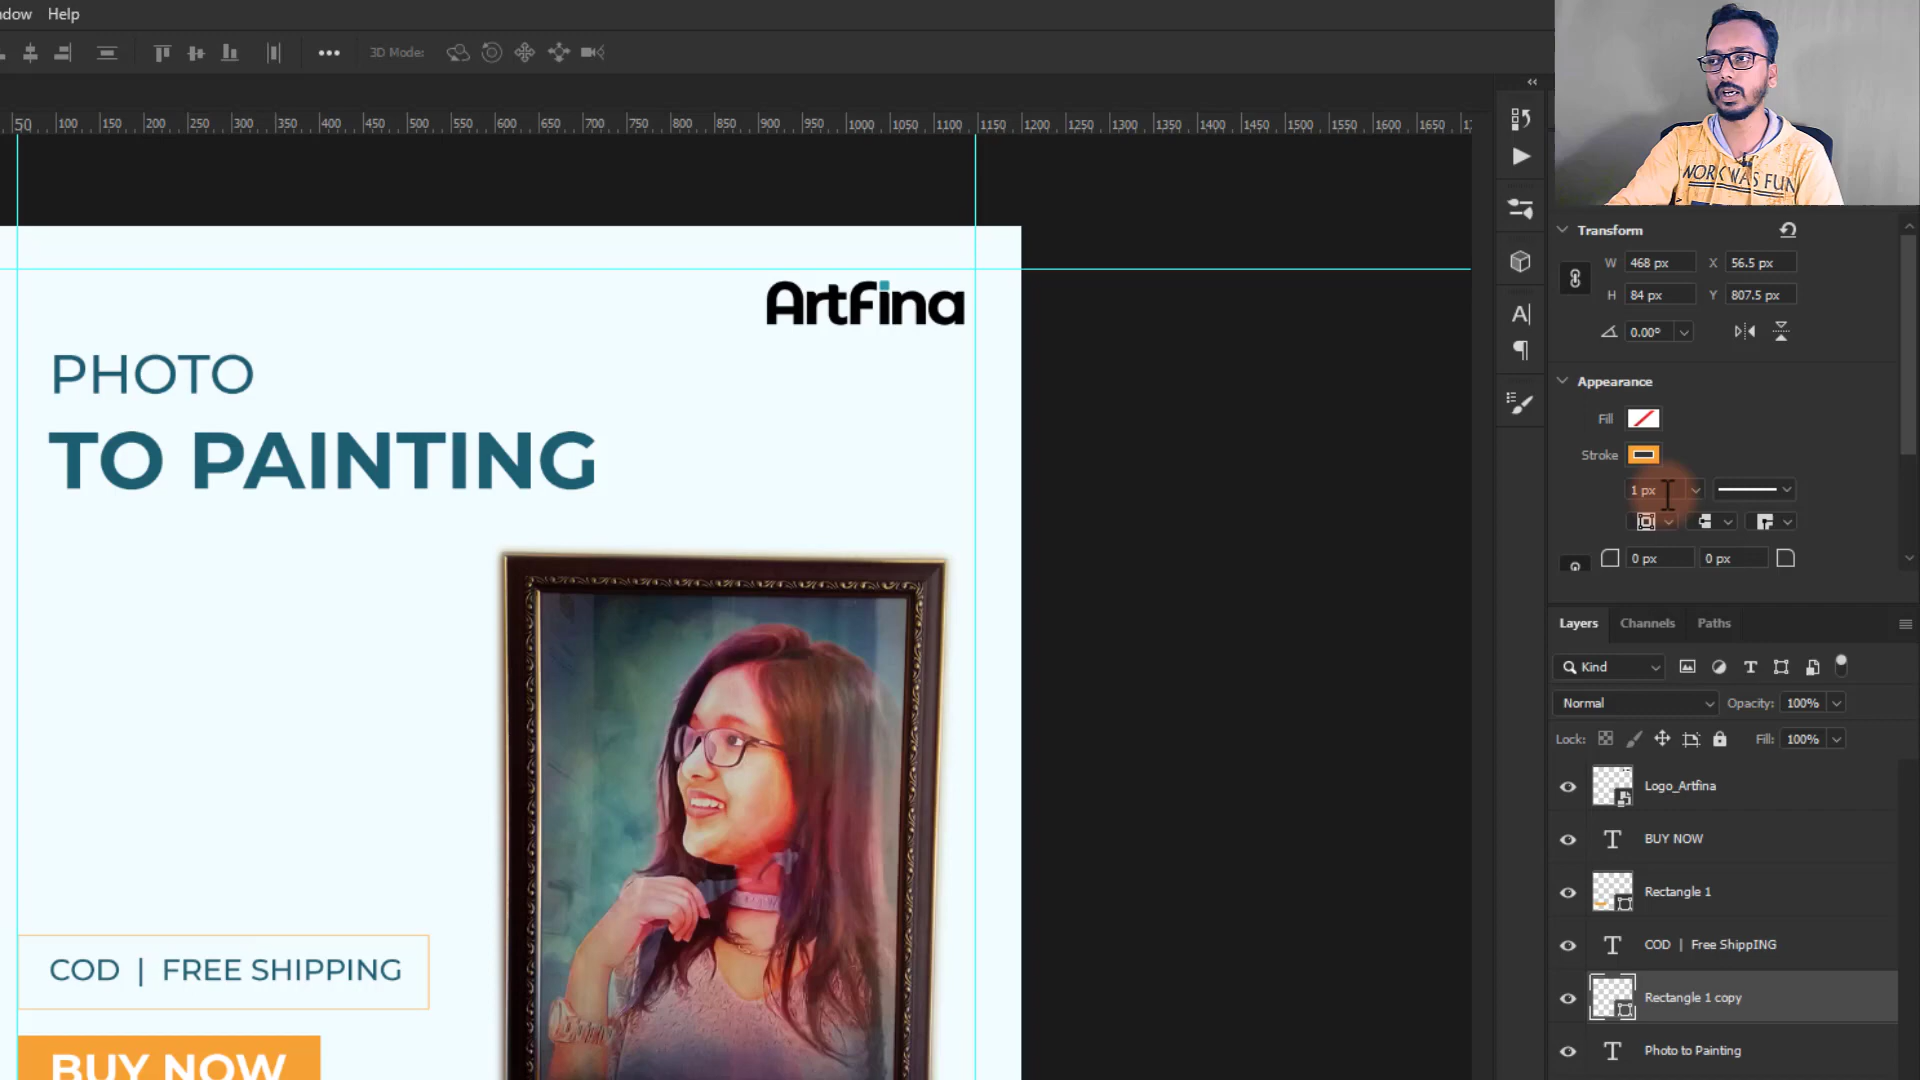 ndow Help
3D Mode:
50 100 150 200 250 300 350 400 450 500 550 600 650 700 750 800 850 900 950 1000 1050 1100 1150 1200 1250 1300 1350 1400 1450 1500 1550 1600 1650
WORK WAS FUN
Transform
W 468 px X 56.5 px
H 84 px Y 807.5 px
0.00°
Appearance
Fill
Stroke
1 px
0 px 0 px
Artfina
PHOTO
TO PAINTING
COD | FREE SHIPPING
BUY NOW
Layers Channels Paths
Kind
Normal Opacity: 100%
Lock: Fill: 100%
Logo_Artfina
BUY NOW
Rectangle 1
COD | Free ShippING
Rectangle 1 copy
Photo to Painting